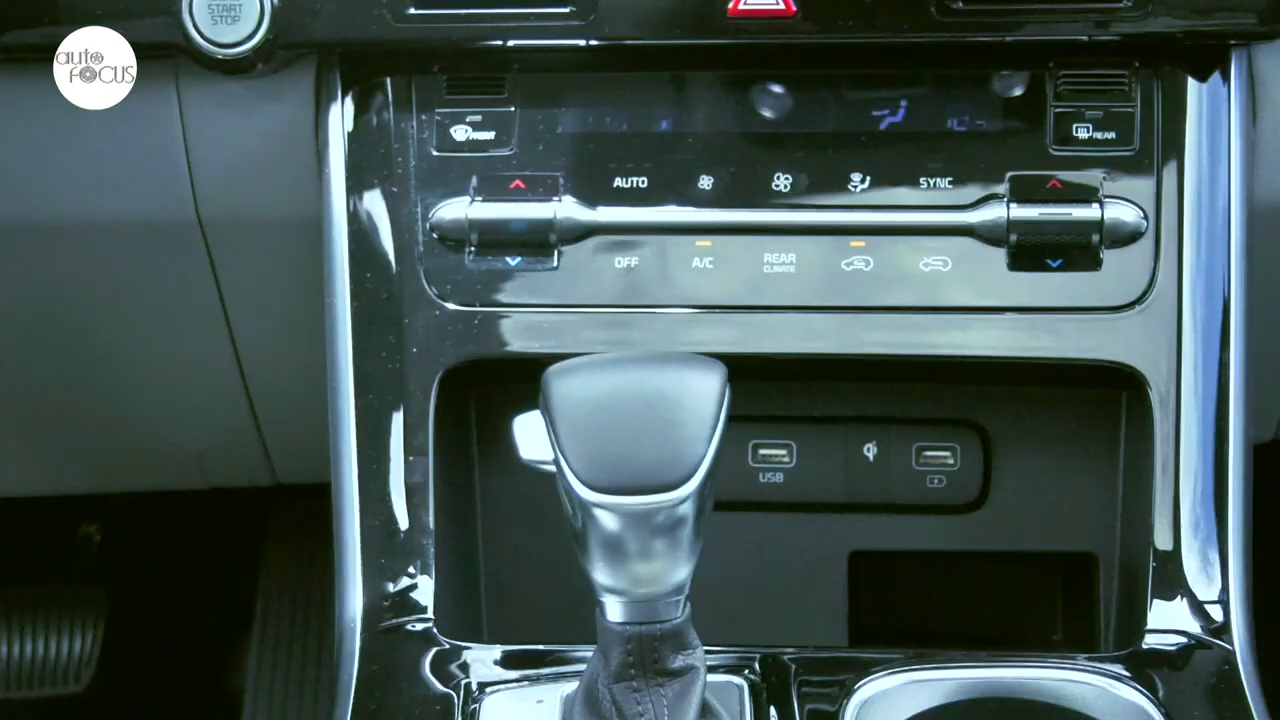 START
STOP
auto
FOCUS
FRONT
REAR
AUTO
SYNC
OFF
A/C
REAR
CLIMATE
USB